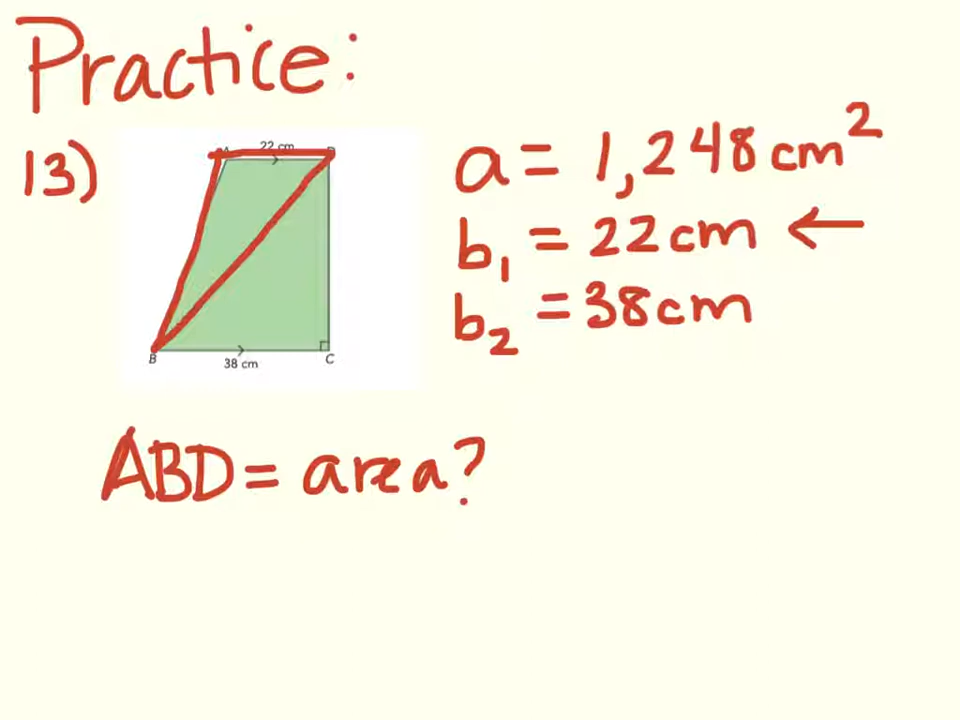 Practice:
13)
22 cm
a = 1,248 cm²
b₁ = 22 cm ←
b₂ = 38 cm
B
C
38 cm
ABD = area?